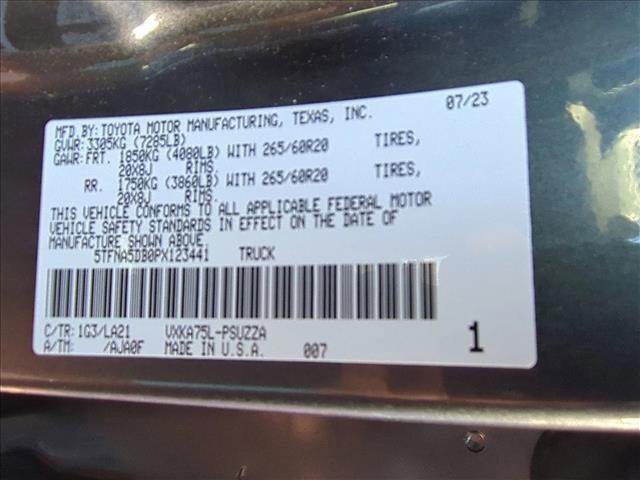 MFD.BY: TOYOTA MOTOR MANUFACTURING, TEXAS, INC. 07/23
GVWR: 3305KG (7285LB)
GAWR: FRT. 1850KG (4080LB) WITH 265/60R20 TIRES,
20X8J RIMS.
RR. 1750KG (3860LB) WITH 265/60R20 TIRES,
20X8J RIMS.
THIS VEHICLE CONFORMS TO ALL APPLICABLE FEDERAL MOTOR
VEHICLE SAFETY STANDARDS IN EFFECT ON THE DATE OF
MANUFACTURE SHOWN ABOVE.
5TFNA5DB0PX123441 TRUCK
C/TR: 1G3/LA21 VXKA75L-PSUZZA
A/TM: /AJA0F MADE IN U.S.A. 007 1